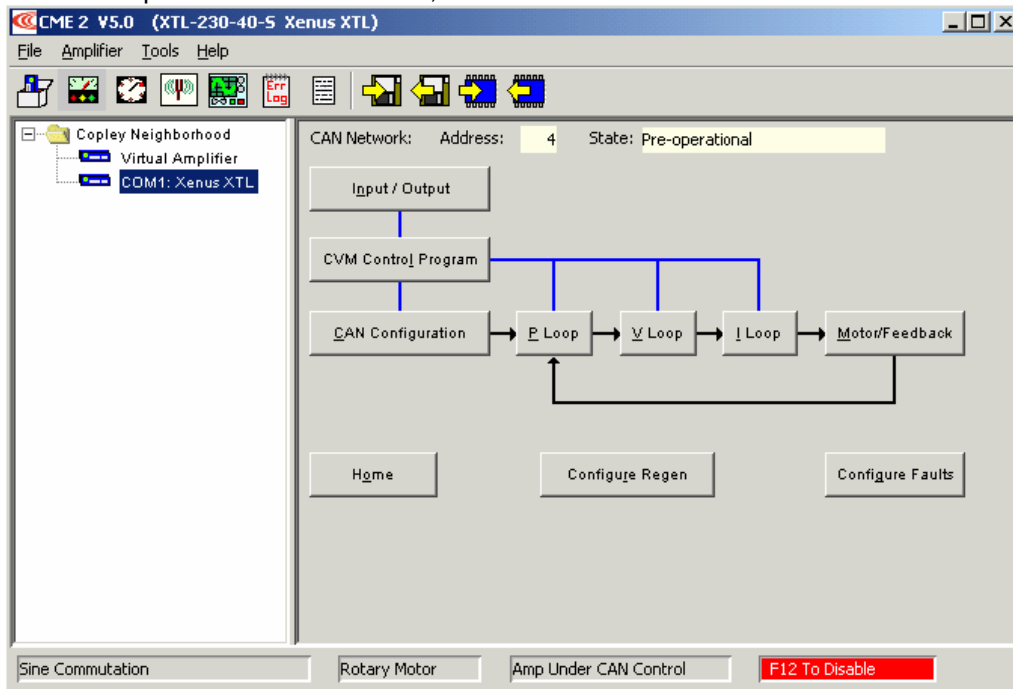 CME 2 V5.0 (XTL-230-40-S Xenus XTL)
File Amplifier Tools Help
Err Log
Copley Neighborhood
Virtual Amplifier
COM1: Xenus XTL
CAN Network: Address: 4 State: Pre-operational
Input / Output
CVM Control Program
CAN Configuration
P Loop
V Loop
I Loop
Motor/Feedback
Home
Configure Regen
Configure Faults
Sine Commutation
Rotary Motor
Amp Under CAN Control
F12 To Disable